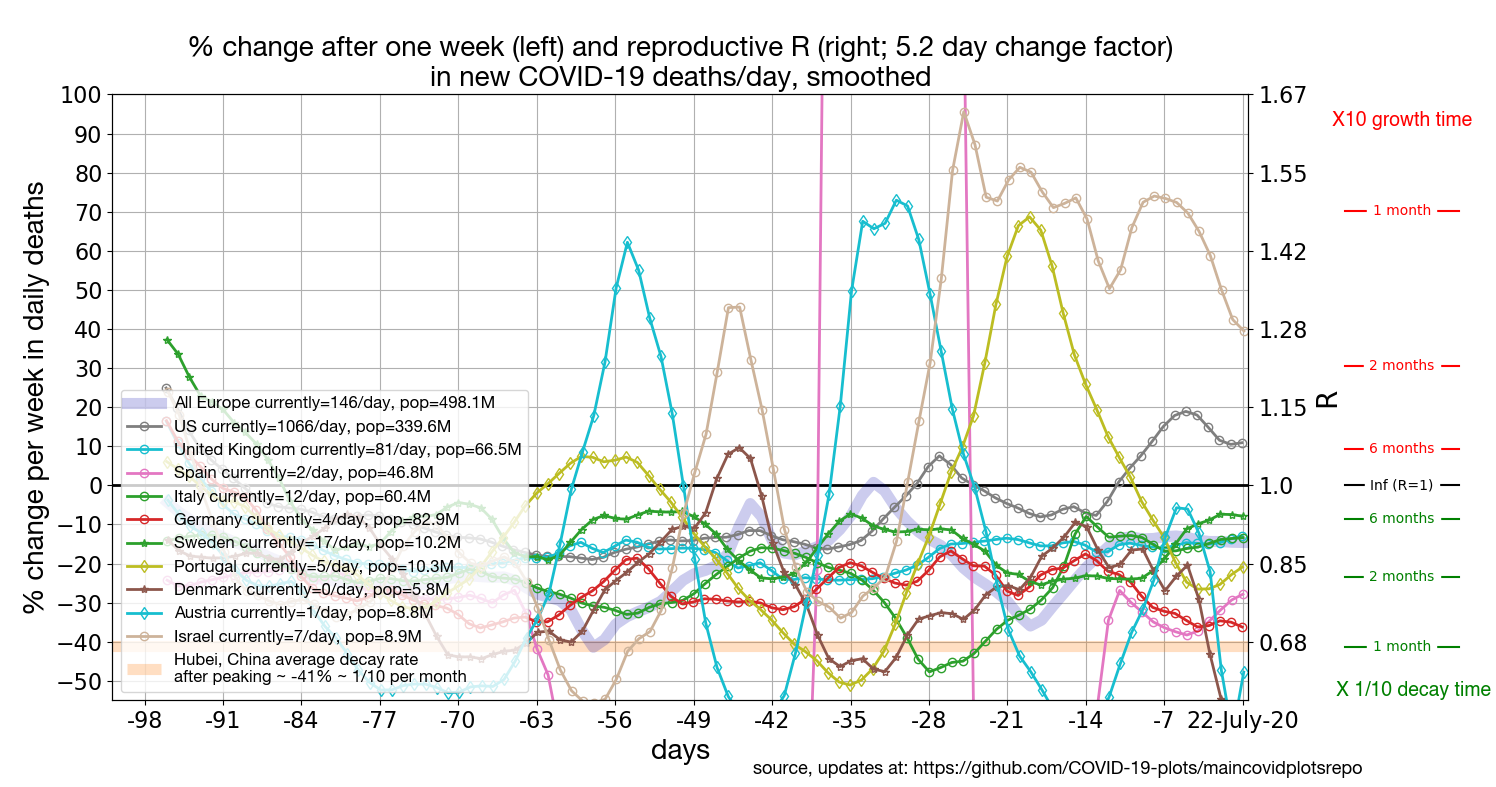 % change after one week (left) and reproductive R (right; 5.2 day change factor)
in new COVID-19 deaths/day, smoothed
% change per week in daily deaths
100
90
80
70
60
50
40
30
20
10
0
−10
−20
−30
−40
−50
All Europe currently=146/day, pop=498.1M
US currently=1066/day, pop=339.6M
United Kingdom currently=81/day, pop=66.5M
Spain currently=2/day, pop=46.8M
Italy currently=12/day, pop=60.4M
Germany currently=4/day, pop=82.9M
Sweden currently=17/day, pop=10.2M
Portugal currently=5/day, pop=10.3M
Denmark currently=0/day, pop=5.8M
Austria currently=1/day, pop=8.8M
Israel currently=7/day, pop=8.9M
Hubei, China average decay rate
after peaking ~ -41% ~ 1/10 per month
-98 -91 -84 -77 -70 -63 -56 -49 -42 -35 -28 -21 -14 -7 22-July-20
days
1.67
1.55
1.42
1.28
1.15
1.0
0.85
0.68
R
X10 growth time
1 month
2 months
6 months
Inf (R=1)
6 months
2 months
1 month
X 1/10 decay time
source, updates at: https://github.com/COVID-19-plots/maincovidplotsrepo